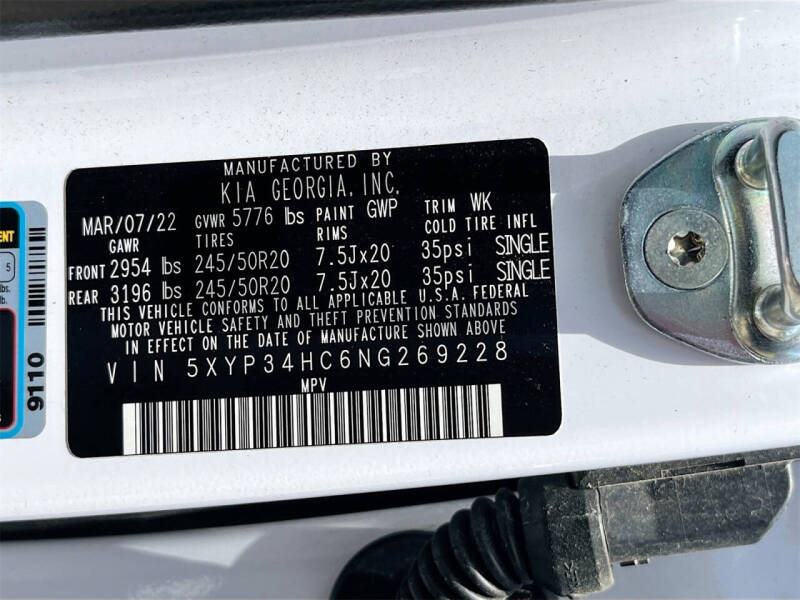 MANUFACTURED BY
KIA GEORGIA, INC.
MAR/07/22 GVWR 5776 lbs PAINT GWP TRIM WK
GAWR TIRES RIMS COLD TIRE INFL
FRONT 2954 lbs 245/50R20 7.5Jx20 35psi SINGLE
REAR 3196 lbs 245/50R20 7.5Jx20 35psi SINGLE
THIS VEHICLE CONFORMS TO ALL APPLICABLE U.S.A. FEDERAL
MOTOR VEHICLE SAFETY AND THEFT PREVENTION STANDARDS
IN EFFECT ON THE DATE OF MANUFACTURE SHOWN ABOVE
VIN 5XYP34HC6NG269228
MPV
5
lbs.
lb.
9110